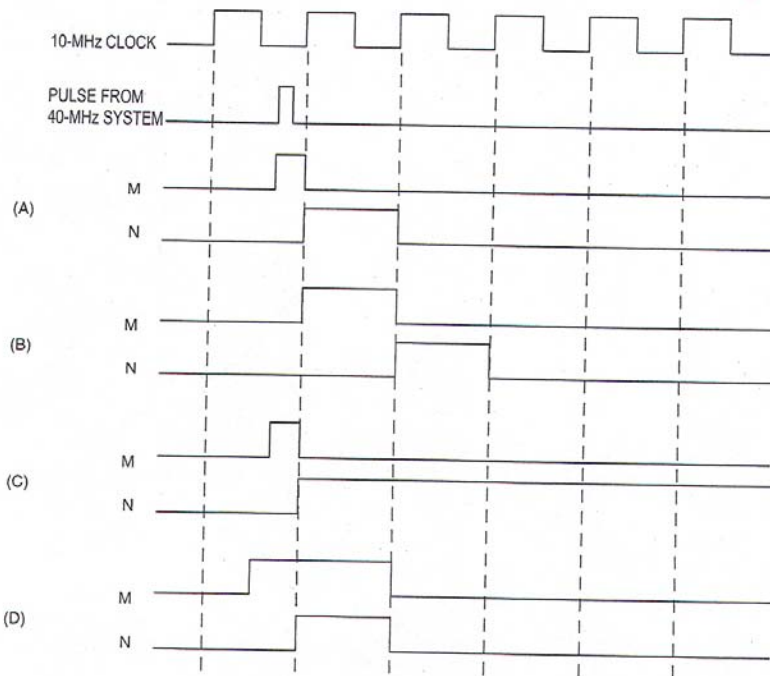 10-MHz CLOCK
PULSE FROM
40-MHz SYSTEM
M
(A)
N
M
(B)
N
M
(C)
N
M
(D)
N